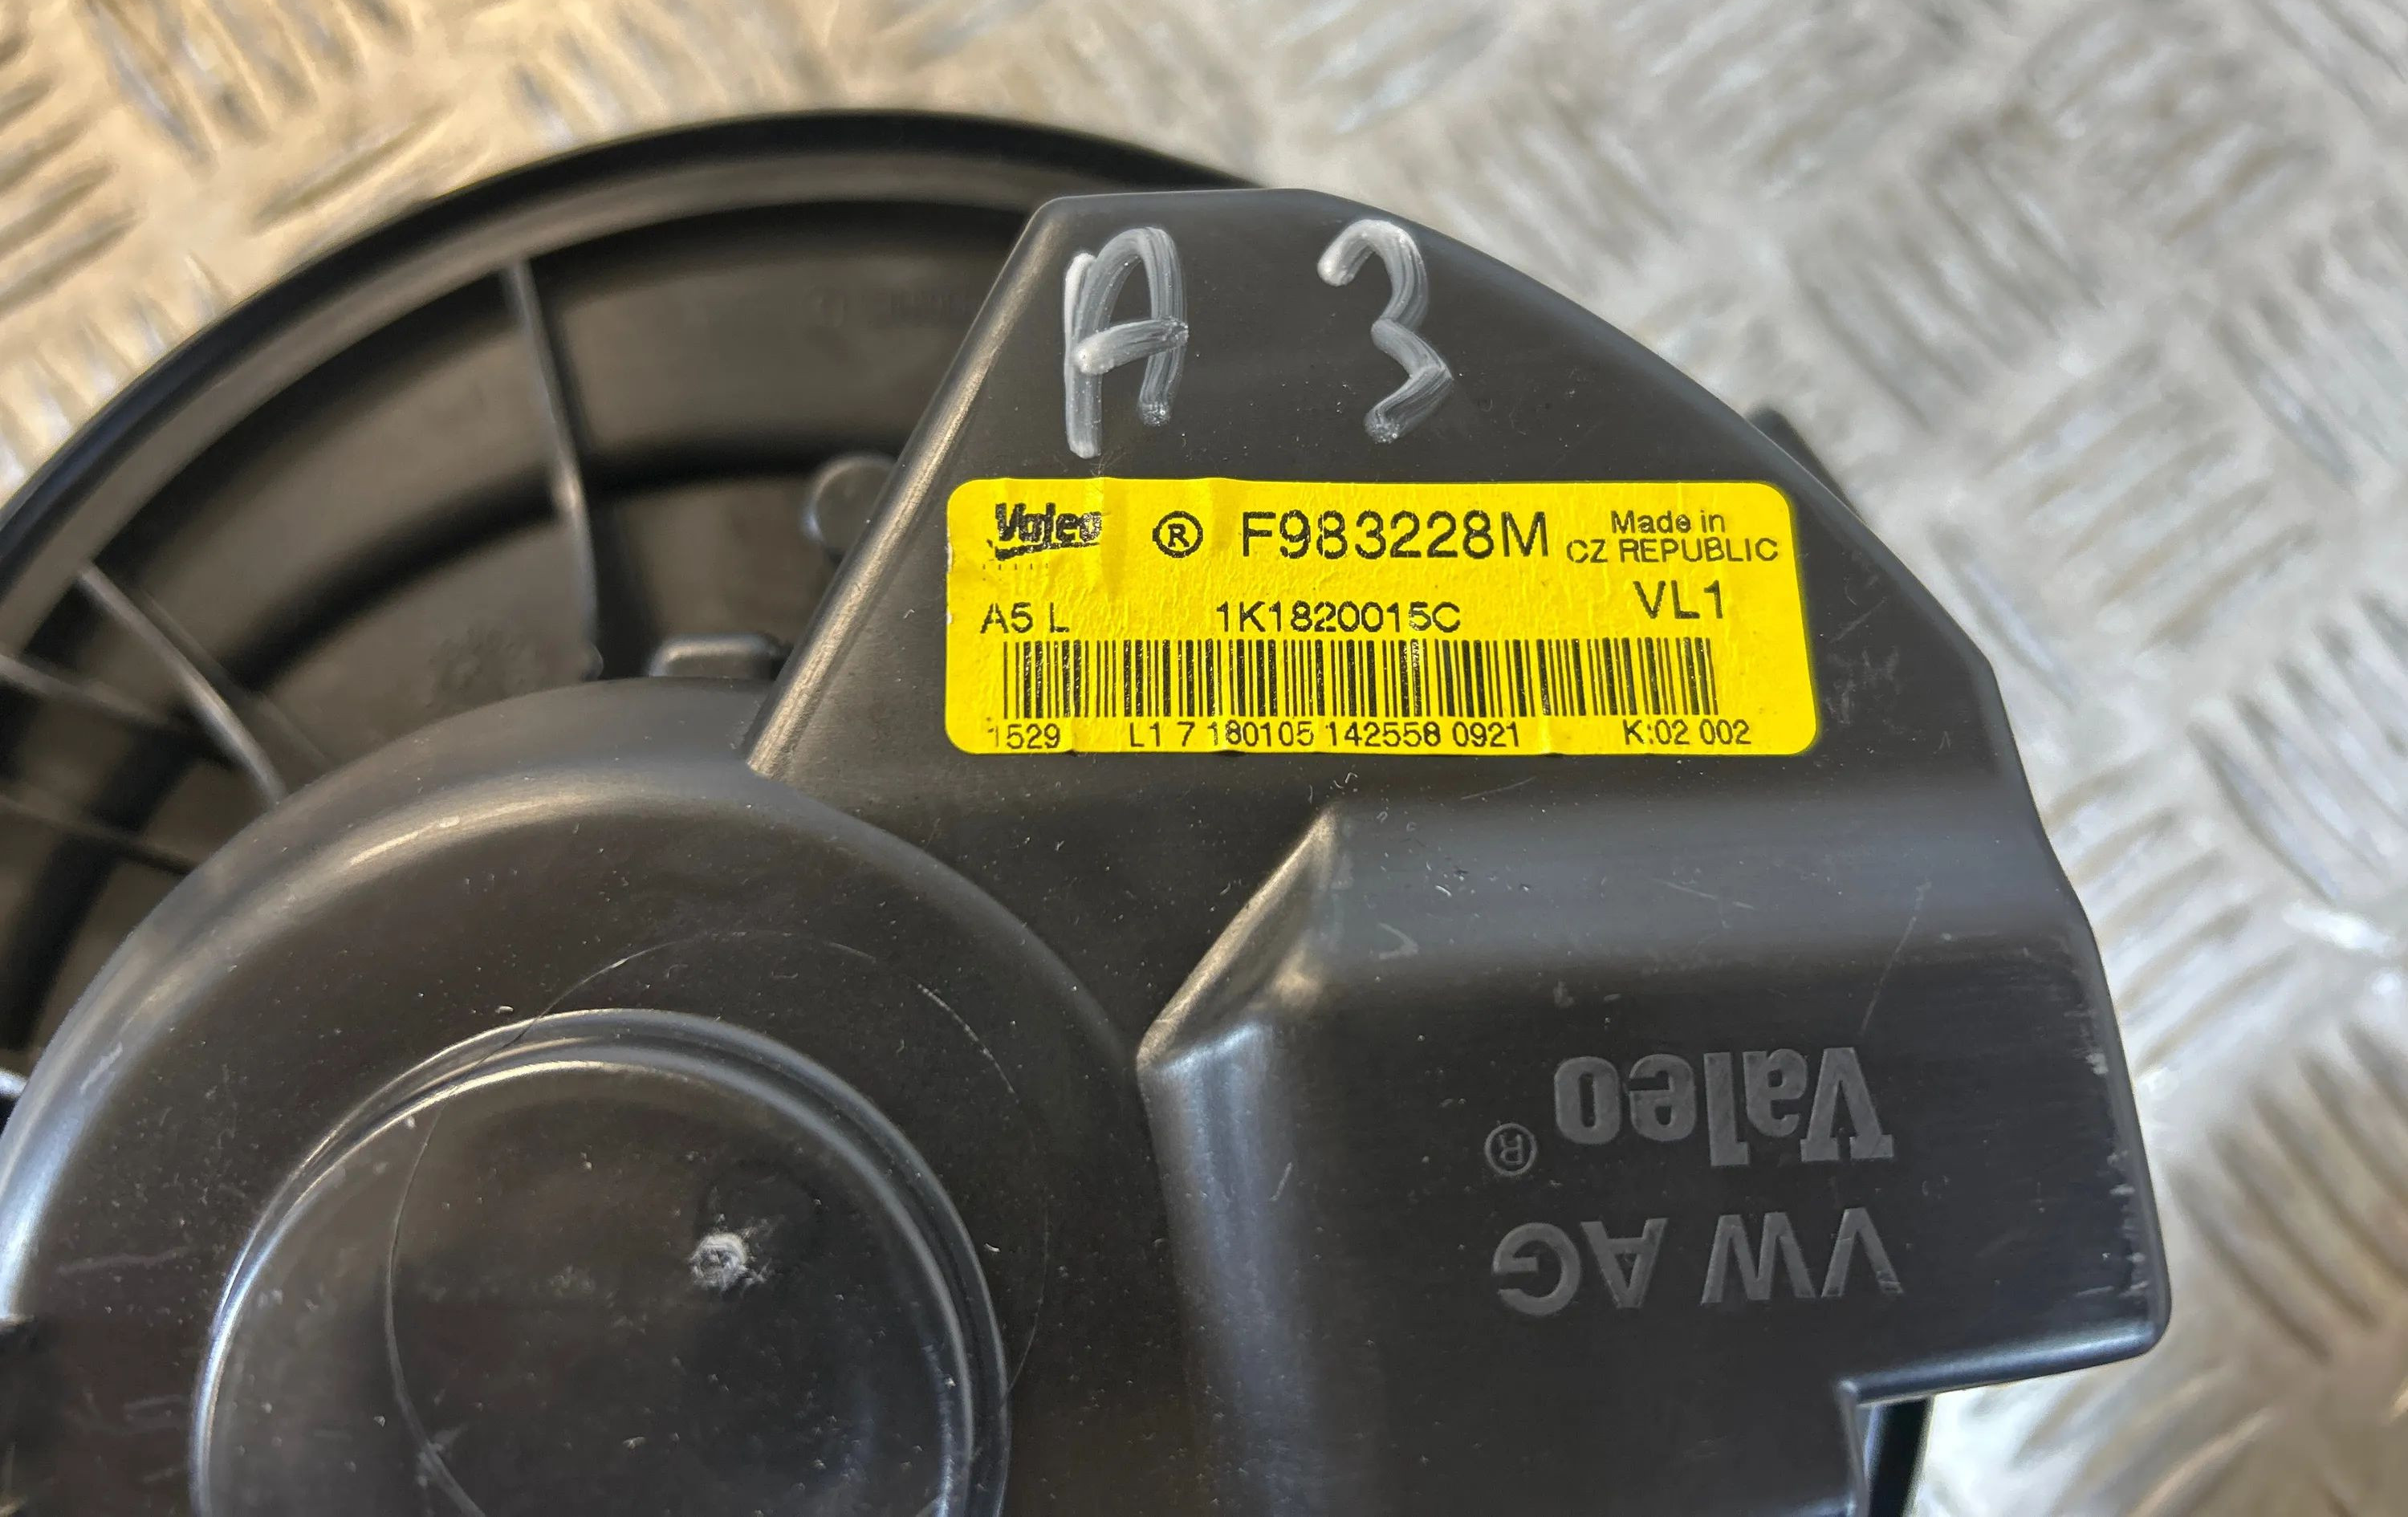 A 3
Valeo ® F983228M Made in
CZ REPUBLIC
A5 L 1K1820015C VL1
1529 L1 7 180105 142558 0921 K:02 002
Valeo ®
VW AG